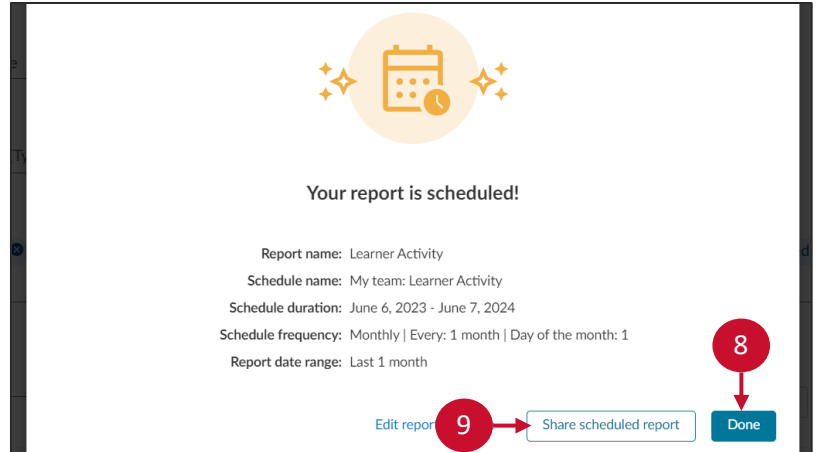 Your report is scheduled!
Report name: Learner Activity
Schedule name: My team: Learner Activity
Schedule duration: June 6, 2023 - June 7, 2024
Schedule frequency: Monthly | Every: 1 month | Day of the month: 1
8
Report date range: Last 1 month
Edit report 9 Share scheduled report Done